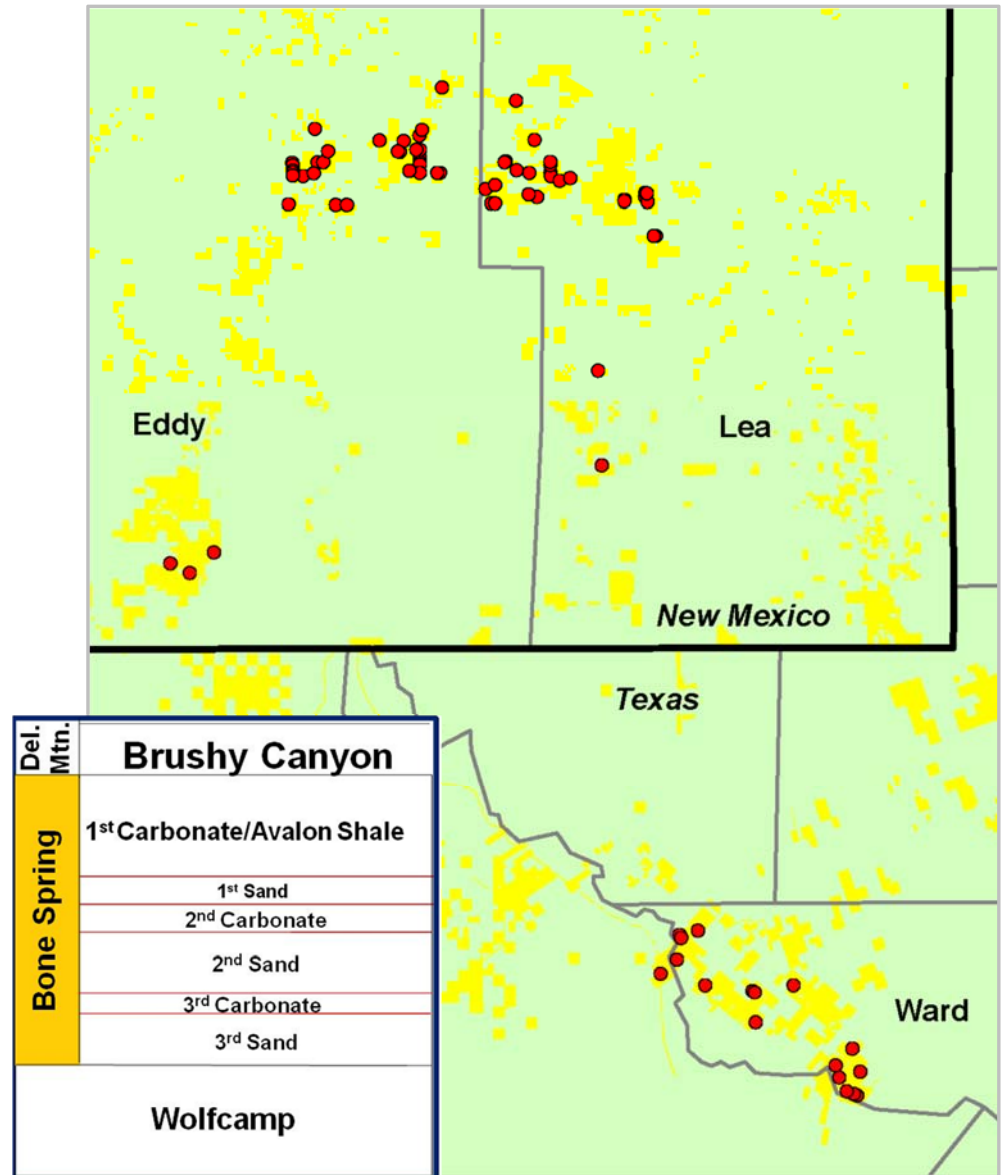 Eddy
Lea
New Mexico
Texas
Ward
Del.
Mtn.
Brushy Canyon
Bone Spring
1st Carbonate/Avalon Shale
1st Sand
2nd Carbonate
2nd Sand
3rd Carbonate
3rd Sand
Wolfcamp